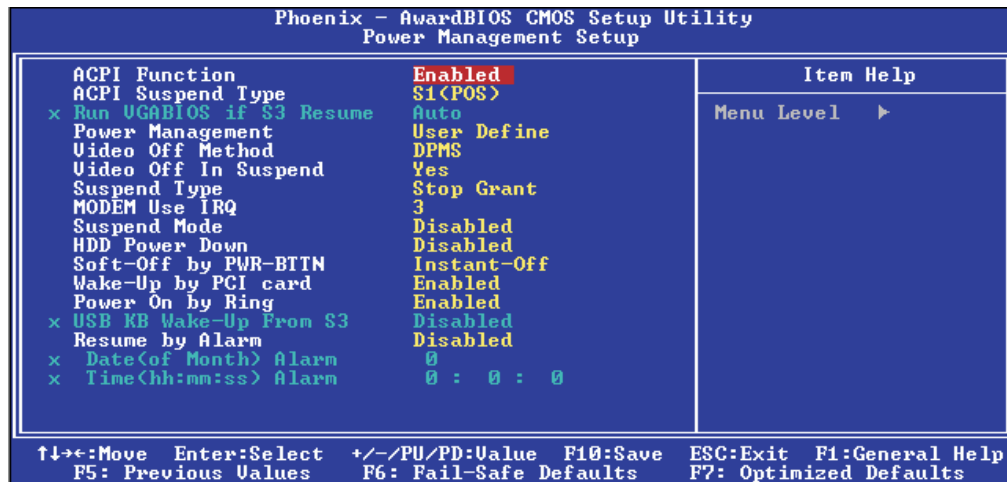 Phoenix - AwardBIOS CMOS Setup Utility
Power Management Setup
ACPI Function Enabled
ACPI Suspend Type S1(POS)
x Run VGABIOS if S3 Resume Auto
Power Management User Define
Video Off Method DPMS
Video Off In Suspend Yes
Suspend Type Stop Grant
MODEM Use IRQ 3
Suspend Mode Disabled
HDD Power Down Disabled
Soft-Off by PWR-BTTN Instant-Off
Wake-Up by PCI card Enabled
Power On by Ring Enabled
x USB KB Wake-Up From S3 Disabled
Resume by Alarm Disabled
x Date(of Month) Alarm 0
x Time(hh:mm:ss) Alarm 0 : 0 : 0
Item Help
Menu Level ►
↑↓→←:Move Enter:Select +/-/PU/PD:Value F10:Save ESC:Exit F1:General Help
F5: Previous Values F6: Fail-Safe Defaults F7: Optimized Defaults